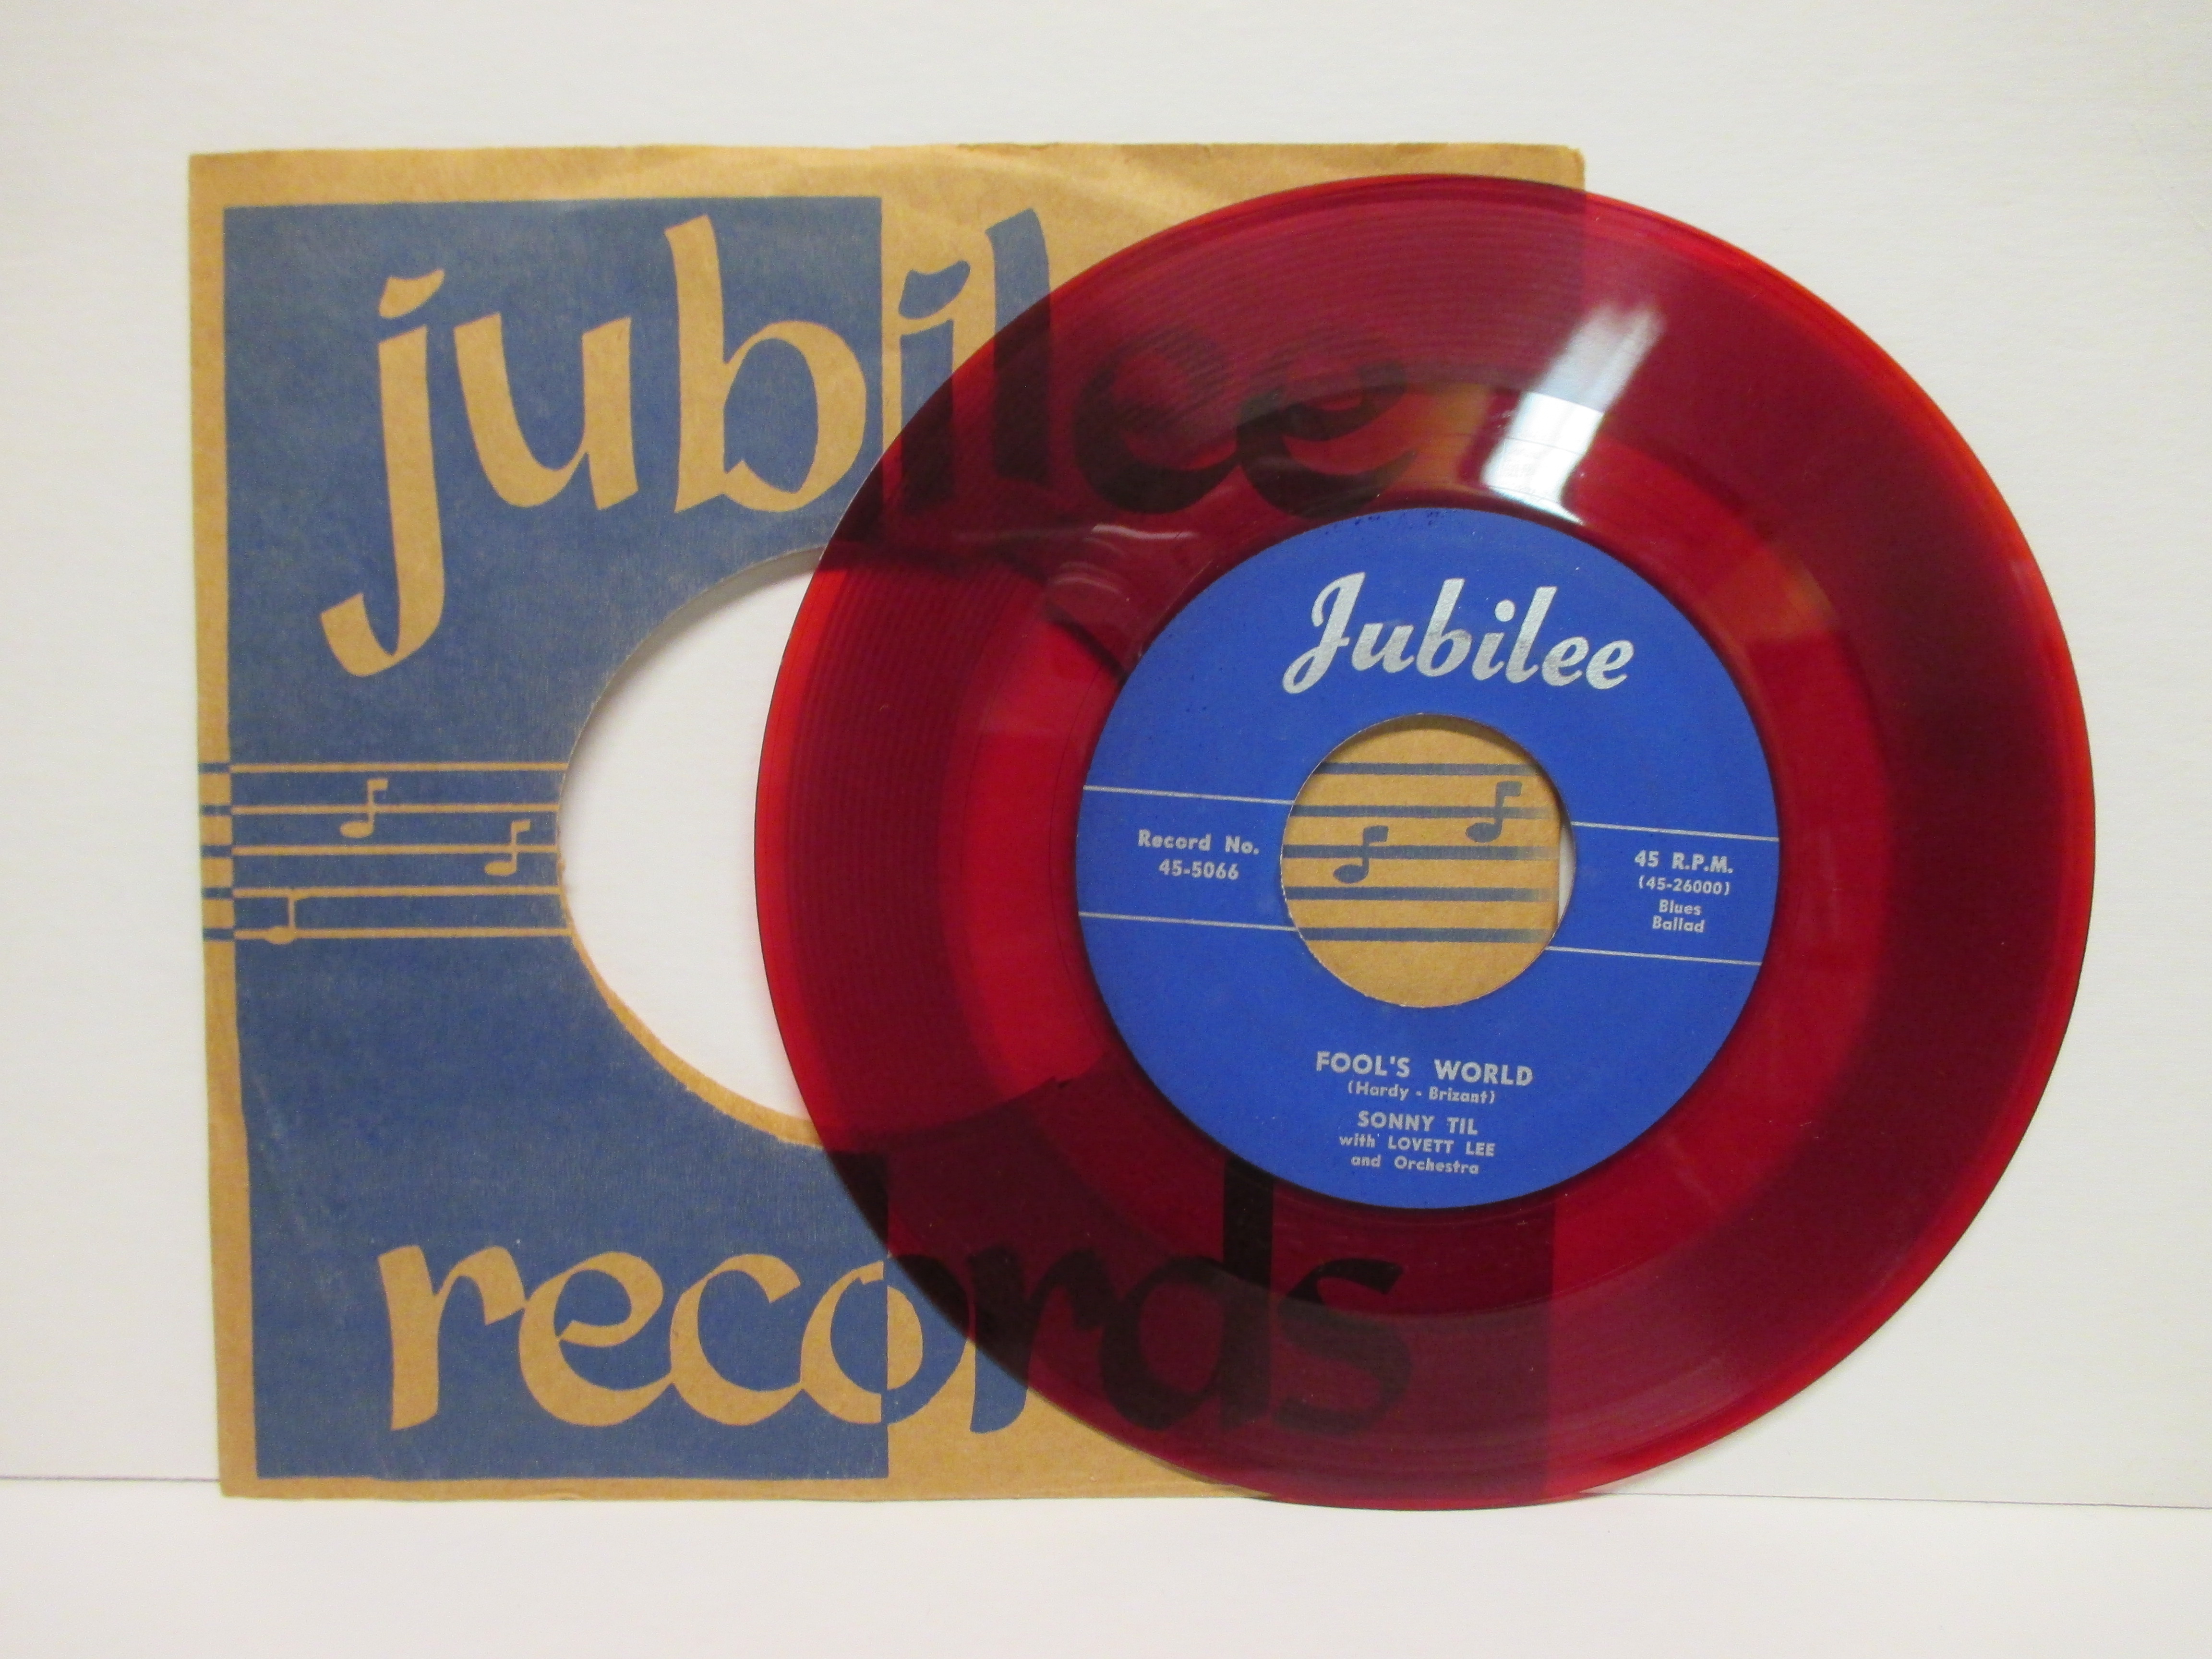 jubilee
records
Jubilee
Record No.
45-5066
45 R.P.M.
(45-26000)
Blues
Ballad
FOOL'S WORLD
(Hardy - Brizant)
SONNY TIL
with LOVETT LEE
and Orchestra